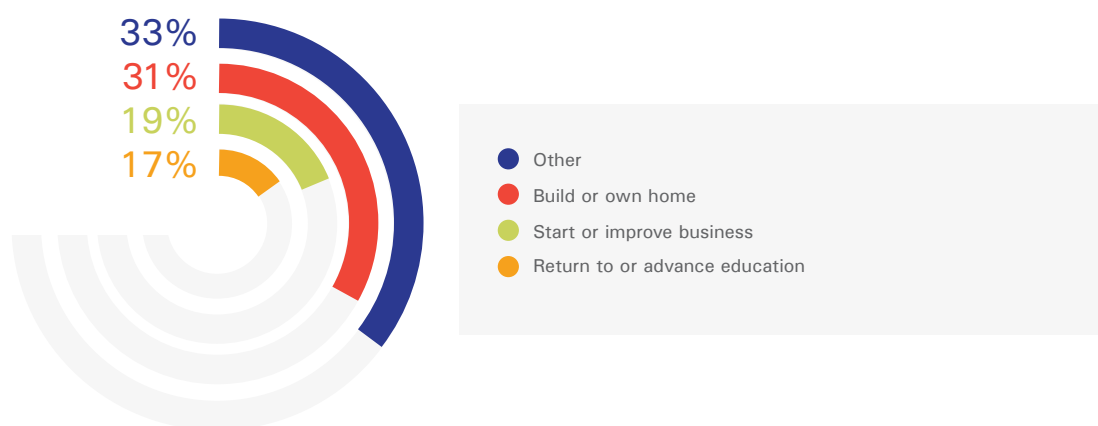 33%
31%
19%
17%
Other
Build or own home
Start or improve business
Return to or advance education